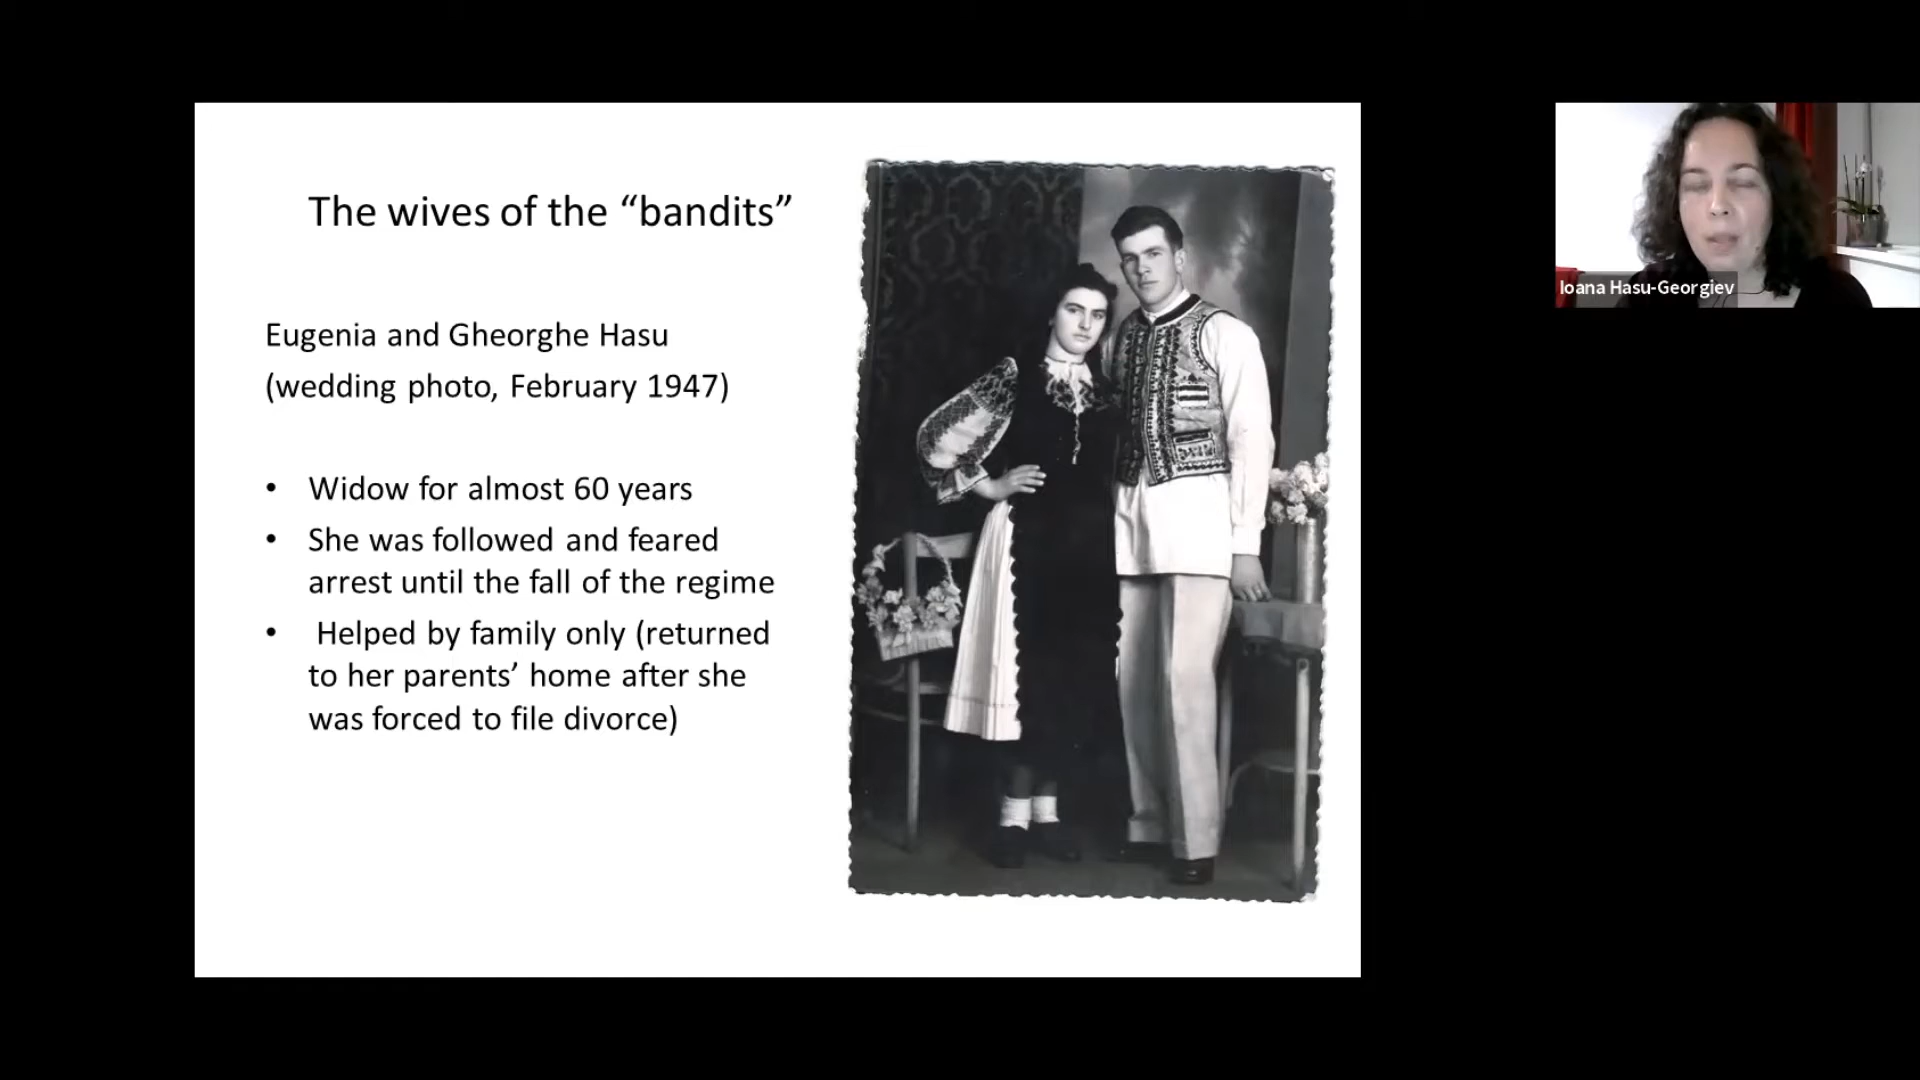 The wives of the “bandits”
Eugenia and Gheorghe Hasu
(wedding photo, February 1947)
• Widow for almost 60 years
• She was followed and feared
arrest until the fall of the regime
• Helped by family only (returned
to her parents’ home after she
was forced to file divorce)
Ioana Hasu-Georgiev